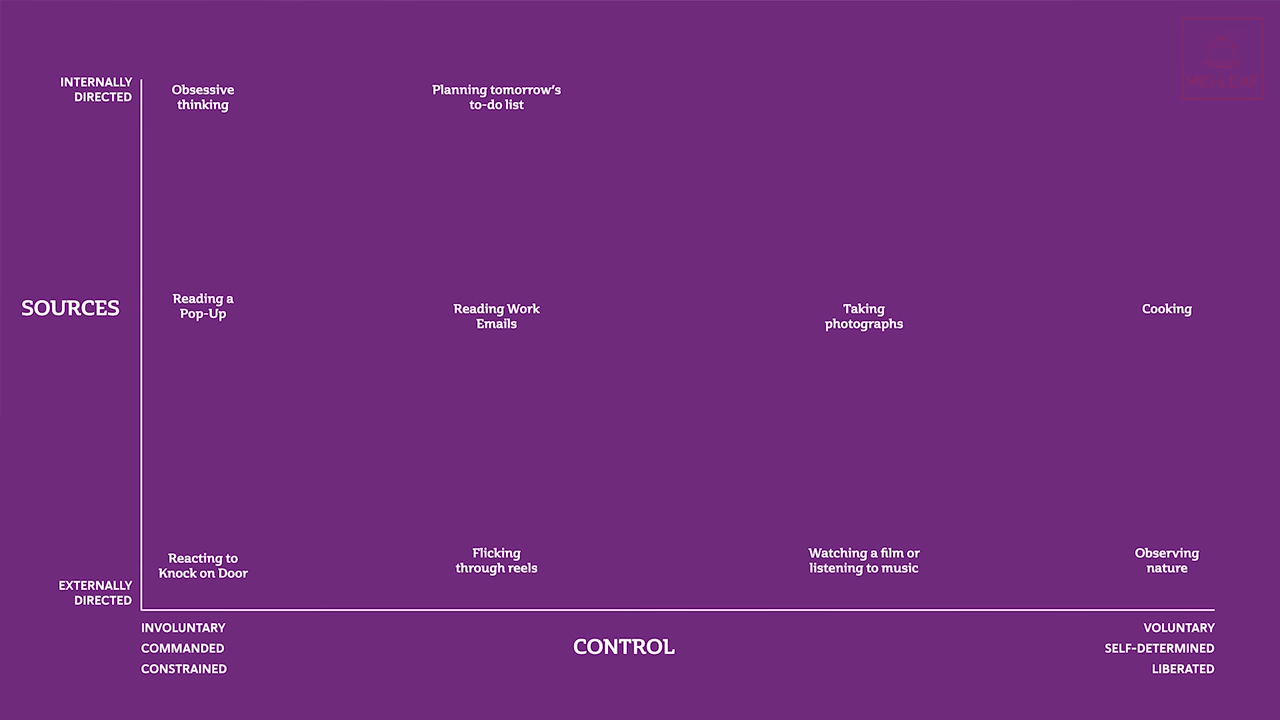 INTERNALLY
DIRECTED
Obsessive
thinking
Planning tomorrow's
to-do list
SOURCES
Reading a
Pop-Up
Reading Work
Emails
Taking
photographs
Cooking
Reacting to
Knock on Door
Flicking
through reels
Watching a film or
listening to music
Observing
nature
EXTERNALLY
DIRECTED
INVOLUNTARY
COMMANDED
CONSTRAINED
CONTROL
VOLUNTARY
SELF-DETERMINED
LIBERATED